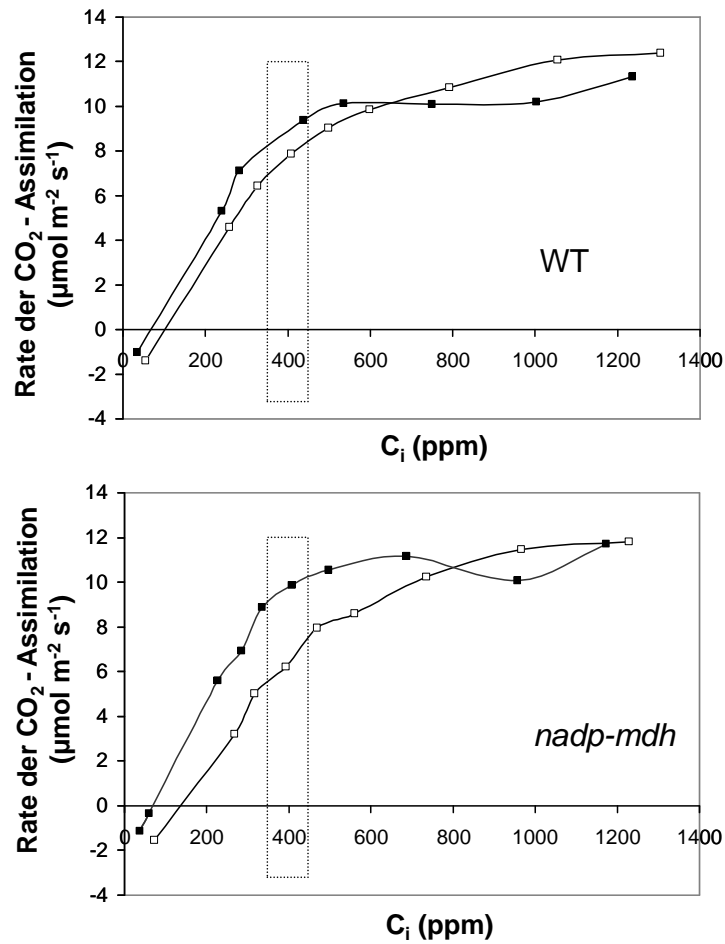 14
12
10
8
6
4
2
0
-2
-4
0 200 400 600 800 1000 1200 1400
Rate der CO₂ - Assimilation
(µmol m⁻² s⁻¹)
WT
Cᵢ (ppm)
14
12
10
8
6
4
2
0
-2
-4
0 200 400 600 800 1000 1200 1400
Rate der CO₂ - Assimilation
(µmol m⁻² s⁻¹)
nadp-mdh
Cᵢ (ppm)